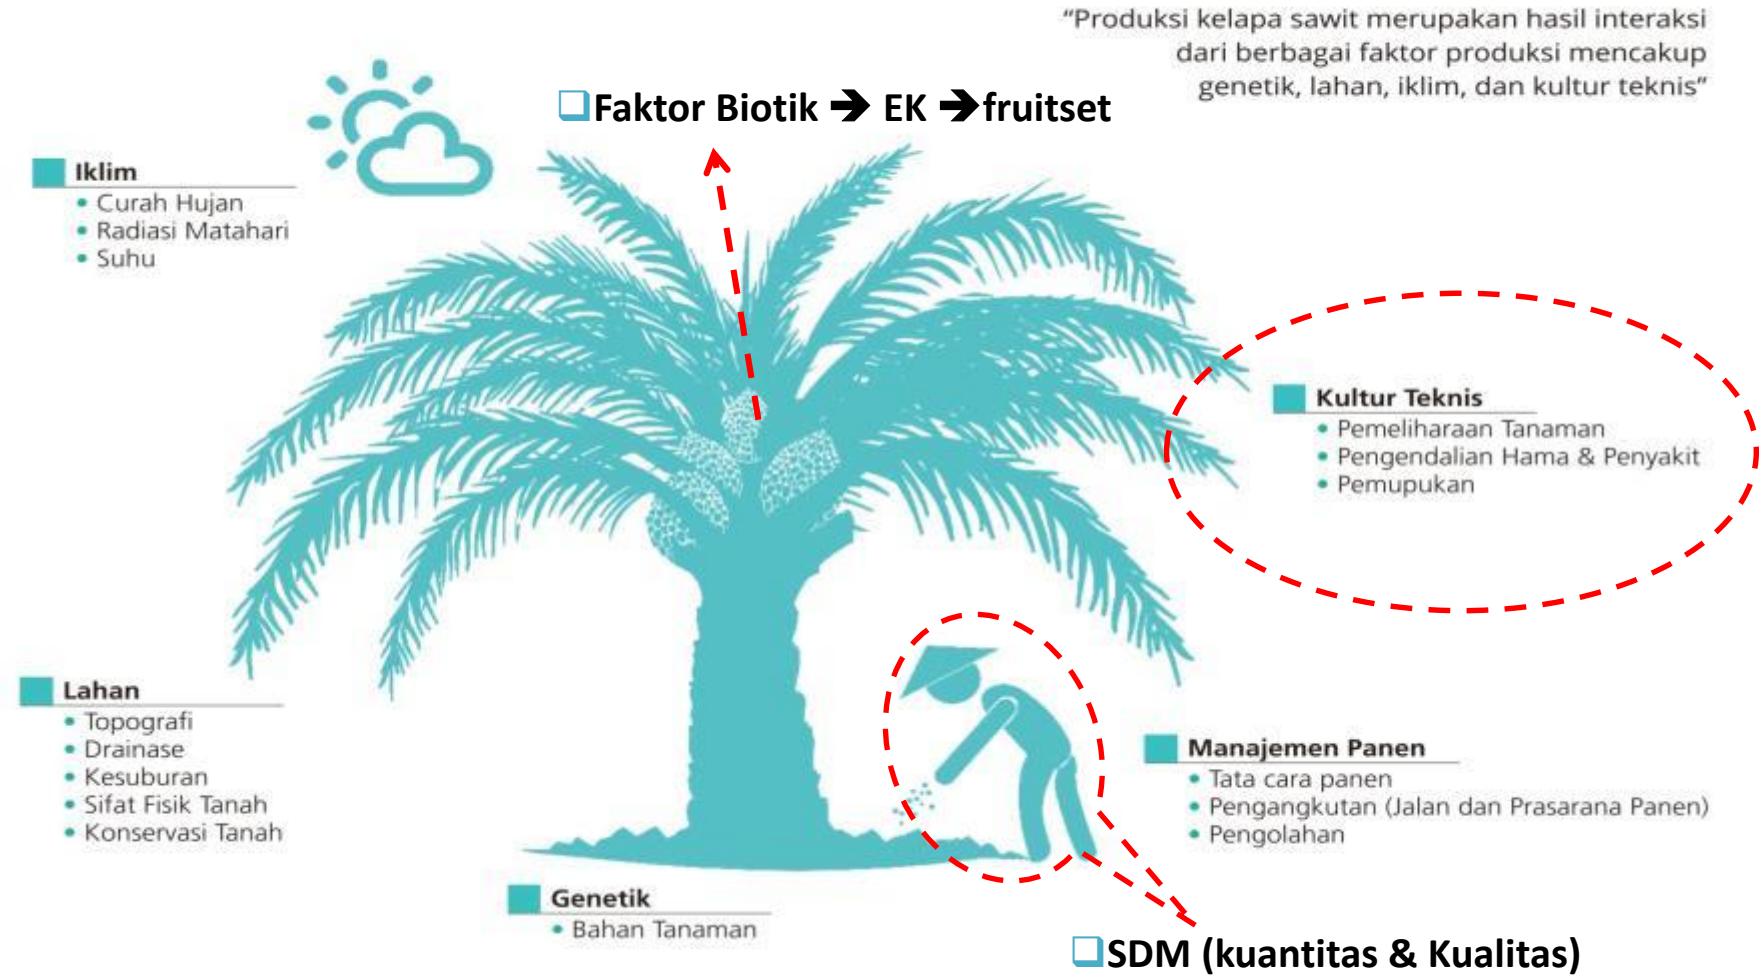 “Produksi kelapa sawit merupakan hasil interaksi
dari berbagai faktor produksi mencakup
genetik, lahan, iklim, dan kultur teknis”
❑Faktor Biotik ➔ EK ➔fruitset
Iklim
• Curah Hujan
• Radiasi Matahari
• Suhu
Kultur Teknis
• Pemeliharaan Tanaman
• Pengendalian Hama & Penyakit
• Pemupukan
Lahan
• Topografi
• Drainase
• Kesuburan
• Sifat Fisik Tanah
• Konservasi Tanah
Manajemen Panen
• Tata cara panen
• Pengangkutan (Jalan dan Prasarana Panen)
• Pengolahan
Genetik
• Bahan Tanaman
❑SDM (kuantitas & Kualitas)